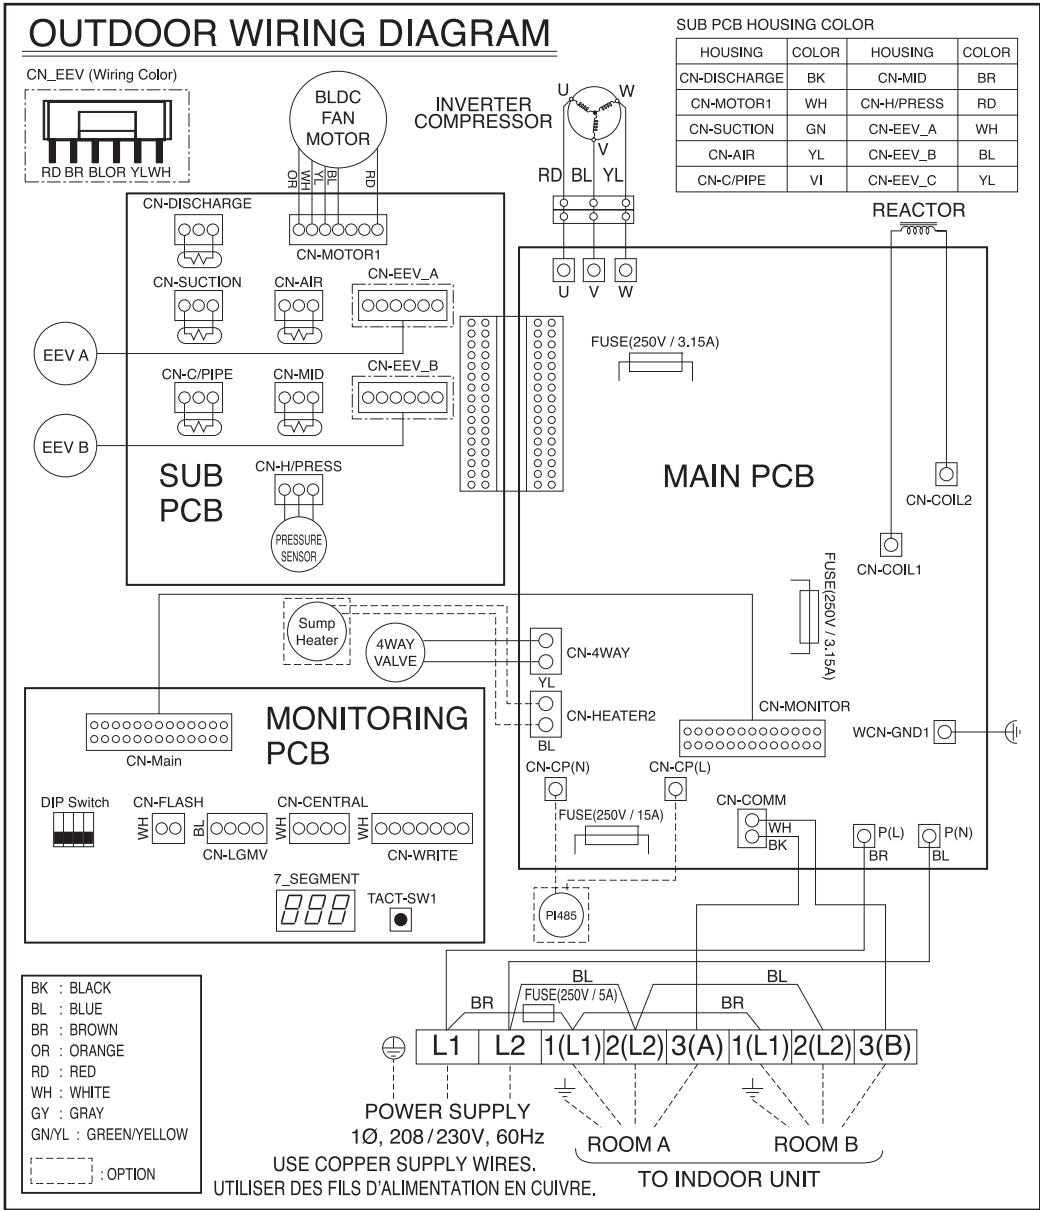 OUTDOOR WIRING DIAGRAM
CN_EEV (Wiring Color)
RD BR BLOR YLWH
BLDC
FAN
MOTOR
OR WH YL BL RD
INVERTER
COMPRESSOR
U W
V
RD BL YL
SUB PCB HOUSING COLOR
HOUSING COLOR HOUSING COLOR
CN-DISCHARGE BK CN-MID BR
CN-MOTOR1 WH CN-H/PRESS RD
CN-SUCTION GN CN-EEV_A WH
CN-AIR YL CN-EEV_B BL
CN-C/PIPE VI CN-EEV_C YL
REACTOR
CN-DISCHARGE
CN-MOTOR1
CN-SUCTION
CN-AIR
CN-EEV_A
EEV A
CN-C/PIPE
CN-MID
CN-EEV_B
EEV B
SUB
PCB
CN-H/PRESS
PRESSURE
SENSOR
U V W
FUSE(250V / 3.15A)
MAIN PCB
CN-COIL2
CN-COIL1
FUSE(250V / 3.15A)
Sump
Heater
4WAY
VALVE
CN-4WAY
YL
CN-HEATER2
BL
CN-MONITOR
WCN-GND1
CN-CP(N)
CN-CP(L)
FUSE(250V / 15A)
CN-COMM
WH
BK
P(L)
BR
P(N)
BL
MONITORING
PCB
CN-Main
DIP Switch
CN-FLASH
WH
BL
CN-LGMV
CN-CENTRAL
WH
WH
CN-WRITE
7_SEGMENT
888
TACT-SW1
PI485
BK : BLACK
BL : BLUE
BR : BROWN
OR : ORANGE
RD : RED
WH : WHITE
GY : GRAY
GN/YL : GREEN/YELLOW
: OPTION
BR
FUSE(250V / 5A)
BL
BR
BL
L1 L2 1(L1) 2(L2) 3(A) 1(L1) 2(L2) 3(B)
POWER SUPPLY
1Ø, 208/230V, 60Hz
USE COPPER SUPPLY WIRES.
UTILISER DES FILS D'ALIMENTATION EN CUIVRE.
ROOM A
ROOM B
TO INDOOR UNIT